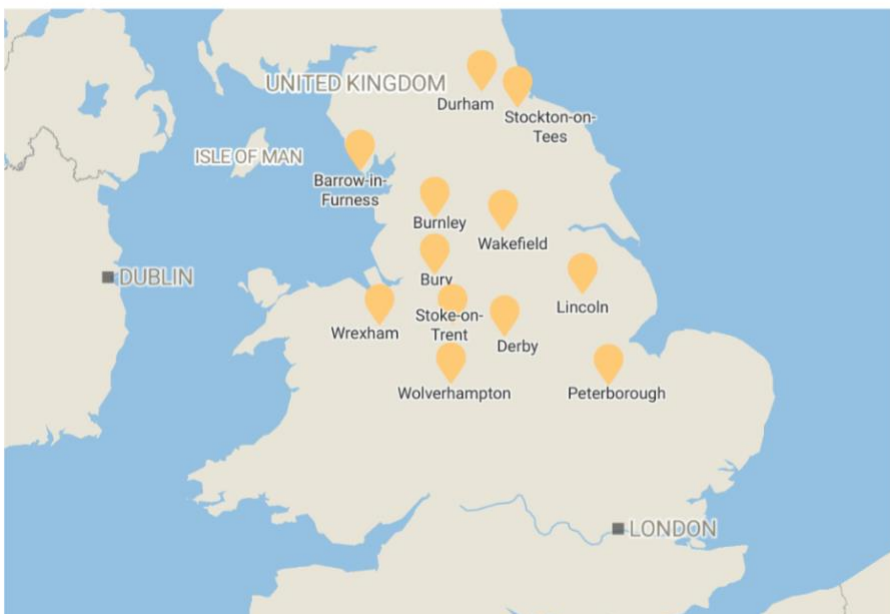 UNITED KINGDOM
Durham
Stockton-on-
Tees
ISLE OF MAN
Barrow-in-
Furness
Burnley
Wakefield
DUBLIN
Bury
Lincoln
Wrexham
Stoke-on-
Trent
Derby
Wolverhampton
Peterborough
LONDON